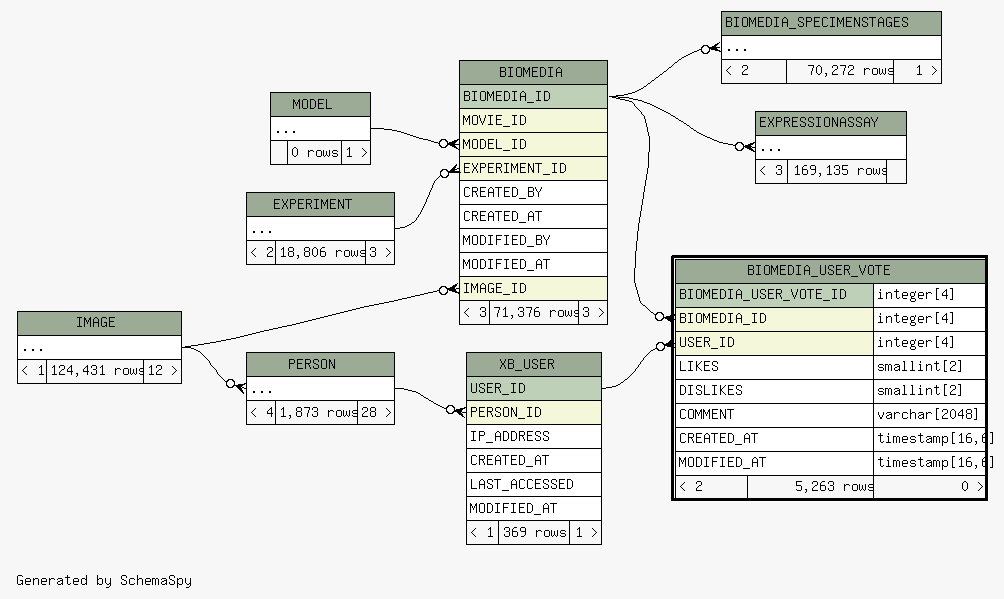 BIOMEDIA_SPECIMENSTAGES
...
< 2 70,272 rows 1 >
BIOMEDIA
BIOMEDIA_ID
MOVIE_ID
MODEL_ID
EXPERIMENT_ID
CREATED_BY
CREATED_AT
MODIFIED_BY
MODIFIED_AT
IMAGE_ID
< 3 71,376 rows 3 >
MODEL
...
0 rows 1 >
EXPRESSIONASSAY
...
< 3 169,135 rows
EXPERIMENT
...
< 2 18,806 rows 3 >
BIOMEDIA_USER_VOTE
BIOMEDIA_USER_VOTE_ID integer[4]
BIOMEDIA_ID integer[4]
USER_ID integer[4]
LIKES smallint[2]
DISLIKES smallint[2]
COMMENT varchar[2048]
CREATED_AT timestamp[16,6]
MODIFIED_AT timestamp[16,6]
< 2 5,263 rows 0 >
IMAGE
...
< 1 124,431 rows 12 >
PERSON
...
< 4 1,873 rows 28 >
XB_USER
USER_ID
PERSON_ID
IP_ADDRESS
CREATED_AT
LAST_ACCESSED
MODIFIED_AT
< 1 369 rows 1 >
Generated by SchemaSpy